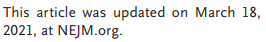 This article was updated on March 18,
2021, at NEJM.org.